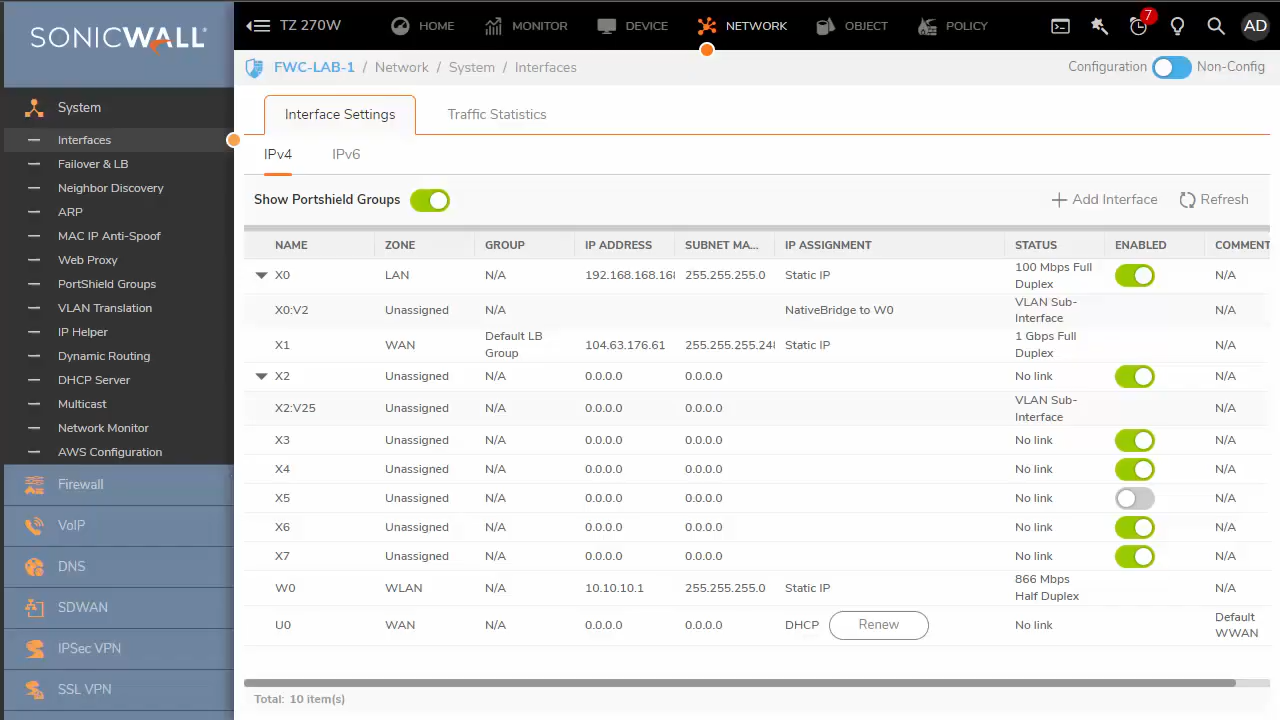 SONICWALL
TZ 270W
HOME
MONITOR
DEVICE
NETWORK
OBJECT
POLICY
7
AD
FWC-LAB-1 / Network / System / Interfaces
Configuration Non-Config
System
Interfaces
Failover & LB
Neighbor Discovery
ARP
MAC IP Anti-Spoof
Web Proxy
PortShield Groups
VLAN Translation
IP Helper
Dynamic Routing
DHCP Server
Multicast
Network Monitor
AWS Configuration
Firewall
VoIP
DNS
SDWAN
IPSec VPN
SSL VPN
Interface Settings Traffic Statistics
IPv4 IPv6
Show Portshield Groups Add Interface Refresh
NAME ZONE GROUP IP ADDRESS SUBNET MA... IP ASSIGNMENT STATUS ENABLED COMMENT
X0 LAN N/A 192.168.168.168 255.255.255.0 Static IP 100 Mbps Full Duplex N/A
X0:V2 Unassigned N/A NativeBridge to W0 VLAN Sub-Interface N/A
X1 WAN Default LB Group 104.63.176.61 255.255.255.248 Static IP 1 Gbps Full Duplex N/A
X2 Unassigned N/A 0.0.0.0 0.0.0.0 No link N/A
X2:V25 Unassigned N/A 0.0.0.0 0.0.0.0 VLAN Sub-Interface N/A
X3 Unassigned N/A 0.0.0.0 0.0.0.0 No link N/A
X4 Unassigned N/A 0.0.0.0 0.0.0.0 No link N/A
X5 Unassigned N/A 0.0.0.0 0.0.0.0 No link N/A
X6 Unassigned N/A 0.0.0.0 0.0.0.0 No link N/A
X7 Unassigned N/A 0.0.0.0 0.0.0.0 No link N/A
W0 WLAN N/A 10.10.10.1 255.255.255.0 Static IP 866 Mbps Half Duplex N/A
U0 WAN N/A 0.0.0.0 0.0.0.0 DHCP Renew No link Default WWAN
Total: 10 item(s)